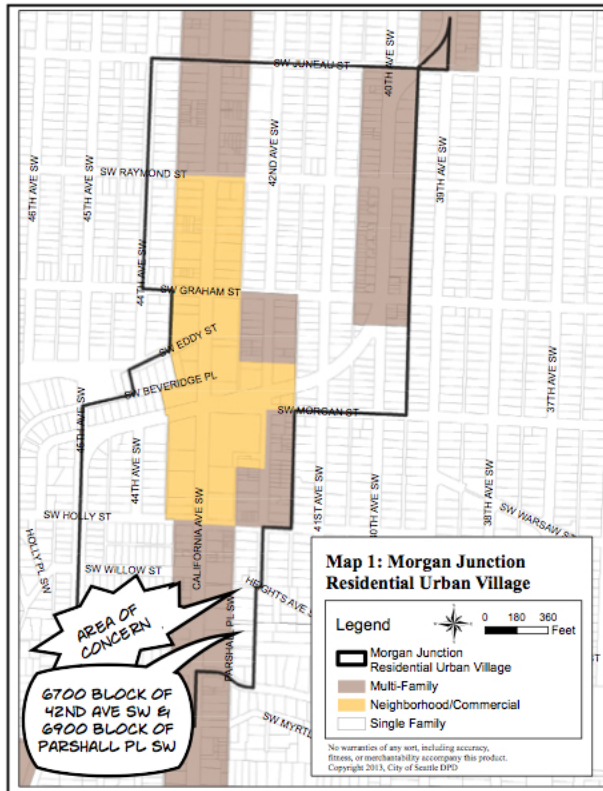 SW JUNEAU ST
40TH AVE SW
46TH AVE SW
45TH AVE SW
42ND AVE SW
39TH AVE SW
SW RAYMOND ST
44TH AVE SW
SW GRAHAM ST
SW EDDY ST
SW BEVERIDGE PL
46TH AVE SW
SW MORGAN ST
37TH AVE SW
44TH AVE SW
41ST AVE SW
40TH AVE SW
38TH AVE SW
SW WARSAW ST
SW HOLLY ST
HOLLY PL SW
CALIFORNIA AVE SW
SW WILLOW ST
HEIGHTS AVE S
PARSHALL PL SW
SW MYRTL
ST
AREA OF
CONCERN
6700 BLOCK OF
42ND AVE SW &
6900 BLOCK OF
PARSHALL PL SW
Map 1: Morgan Junction
Residential Urban Village
Legend
0 180 360
Feet
Morgan Junction
Residential Urban Village
Multi-Family
Neighborhood/Commercial
Single Family
No warranties of any sort, including accuracy,
fitness, or merchantability accompany this product.
Copyright 2013, City of Seattle DPD